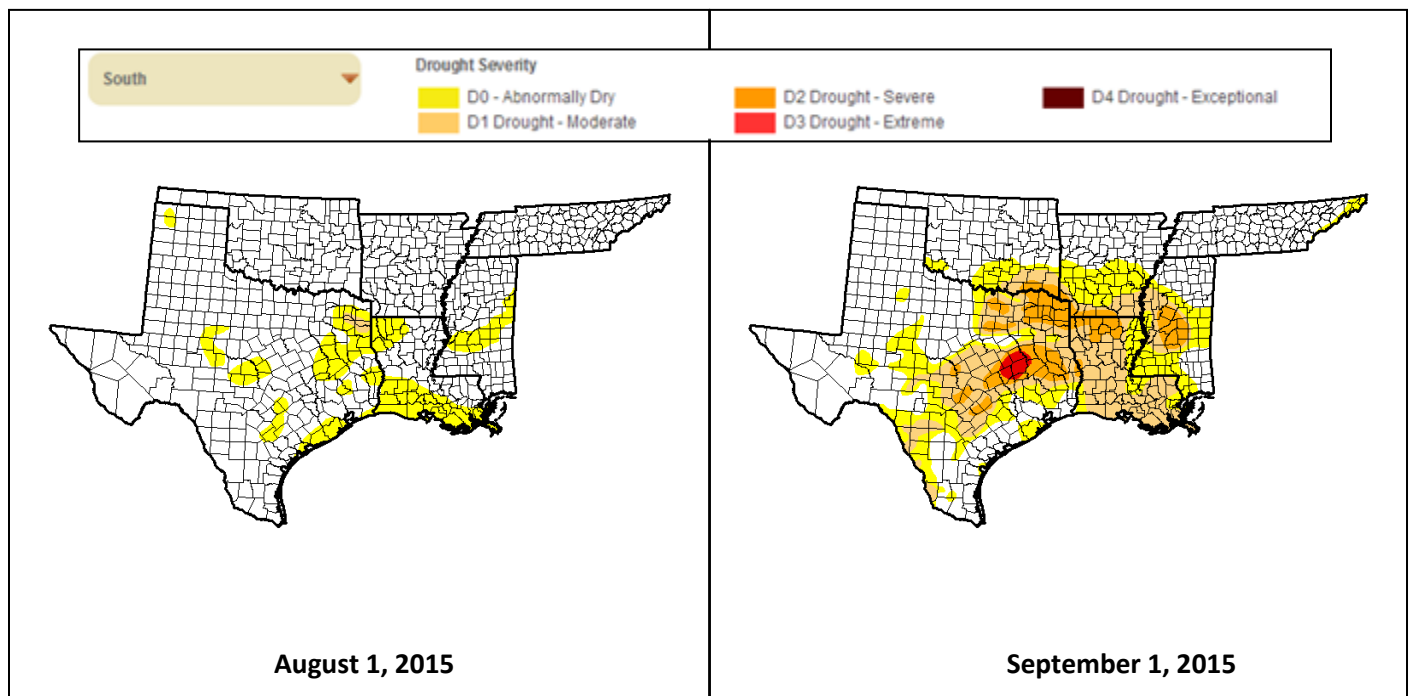 South
Drought Severity
D0 - Abnormally Dry
D2 Drought - Severe
D4 Drought - Exceptional
D1 Drought - Moderate
D3 Drought - Extreme
August 1, 2015
September 1, 2015